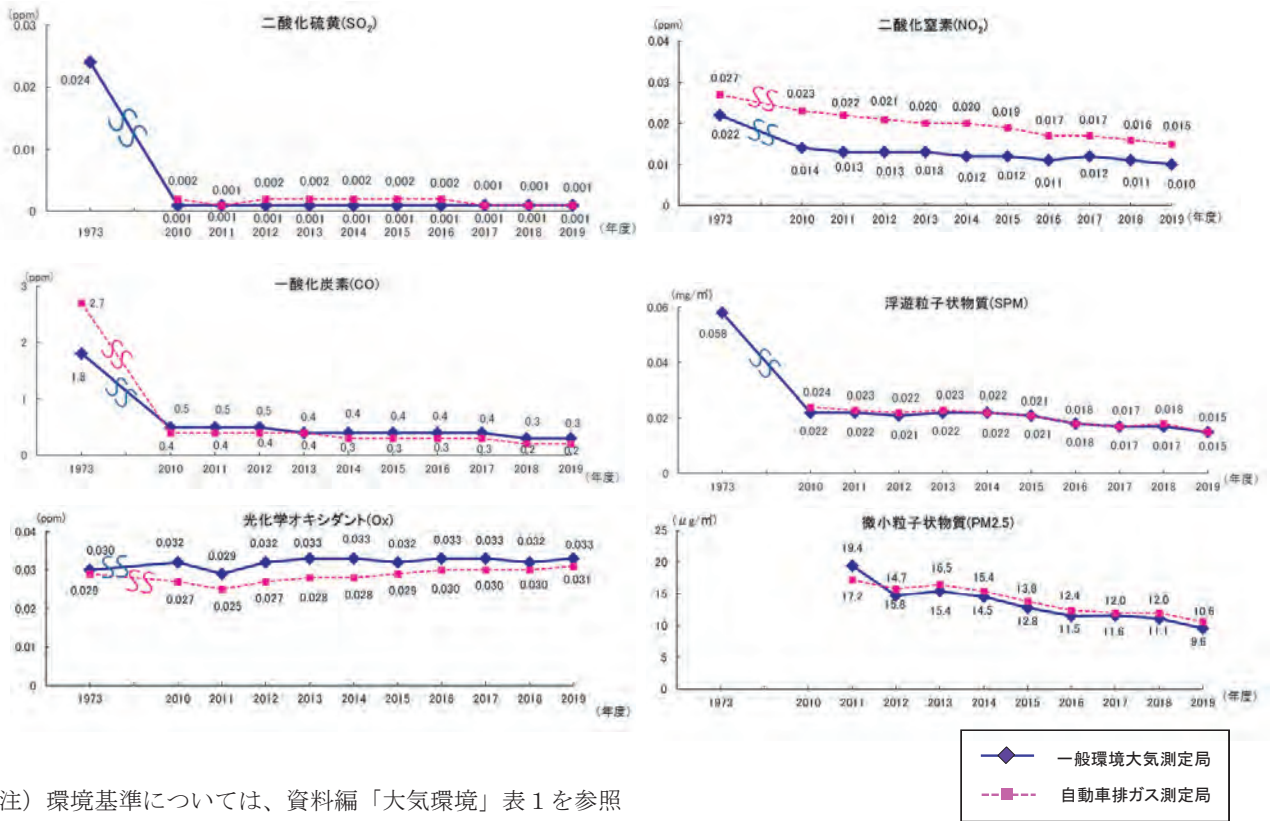 二酸化硫黄(SO₂)
(ppm)
0.03
0.02
0.01
0
0.024
0.002 0.001 0.002 0.002 0.002 0.002 0.002 0.001 0.001 0.001
0.001 0.001 0.001 0.001 0.001 0.001 0.001 0.001 0.001 0.001
1973 2010 2011 2012 2013 2014 2015 2016 2017 2018 2019 (年度)
二酸化窒素(NO₂)
(ppm)
0.04
0.03
0.02
0.01
0
0.027 0.023 0.022 0.021 0.020 0.020 0.019 0.017 0.017 0.016 0.015
0.022 0.014 0.013 0.013 0.013 0.012 0.012 0.011 0.012 0.011 0.010
1973 2010 2011 2012 2013 2014 2015 2016 2017 2018 2019 (年度)
一酸化炭素(CO)
(ppm)
3
2
1
0
2.7
1.8
0.5 0.5 0.5 0.4 0.4 0.4 0.4 0.4 0.3 0.3
0.4 0.4 0.4 0.4 0.3 0.3 0.3 0.3 0.2 0.2
1973 2010 2011 2012 2013 2014 2015 2016 2017 2018 2019 (年度)
浮遊粒子状物質(SPM)
(mg/㎥)
0.06
0.04
0.02
0
0.058
0.024 0.023 0.022 0.023 0.022 0.021 0.018 0.017 0.018 0.015
0.022 0.022 0.021 0.022 0.022 0.021 0.018 0.017 0.017 0.015
1973 2010 2011 2012 2013 2014 2015 2016 2017 2018 2019 (年度)
光化学オキシダント(Ox)
(ppm)
0.04
0.03
0.02
0.01
0
0.030 0.032 0.029 0.032 0.033 0.033 0.032 0.033 0.033 0.032 0.033
0.029 0.027 0.025 0.027 0.028 0.028 0.029 0.030 0.030 0.030 0.031
1973 2010 2011 2012 2013 2014 2015 2016 2017 2018 2019 (年度)
微小粒子状物質(PM2.5)
(μg/㎥)
25
20
15
10
5
0
19.4 14.7 16.5 15.4 13.8 12.4 12.0 12.0 10.6
17.2 15.8 15.4 14.5 12.8 11.5 11.6 11.1 9.6
1973 2010 2011 2012 2013 2014 2015 2016 2017 2018 2019 (年度)
一般環境大気測定局
自動車排ガス測定局
注）環境基準については、資料編「大気環境」表１を参照